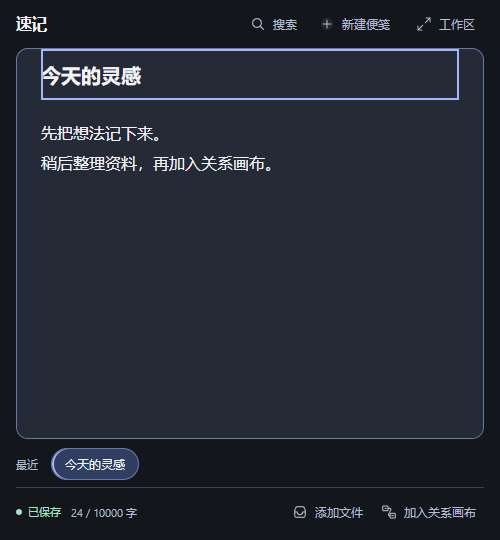 速记
搜索
新建便笺
工作区
今天的灵感
先把想法记下来。
稍后整理资料，再加入关系画布。
最近
今天的灵感
已保存
24 / 10000 字
添加文件
加入关系画布